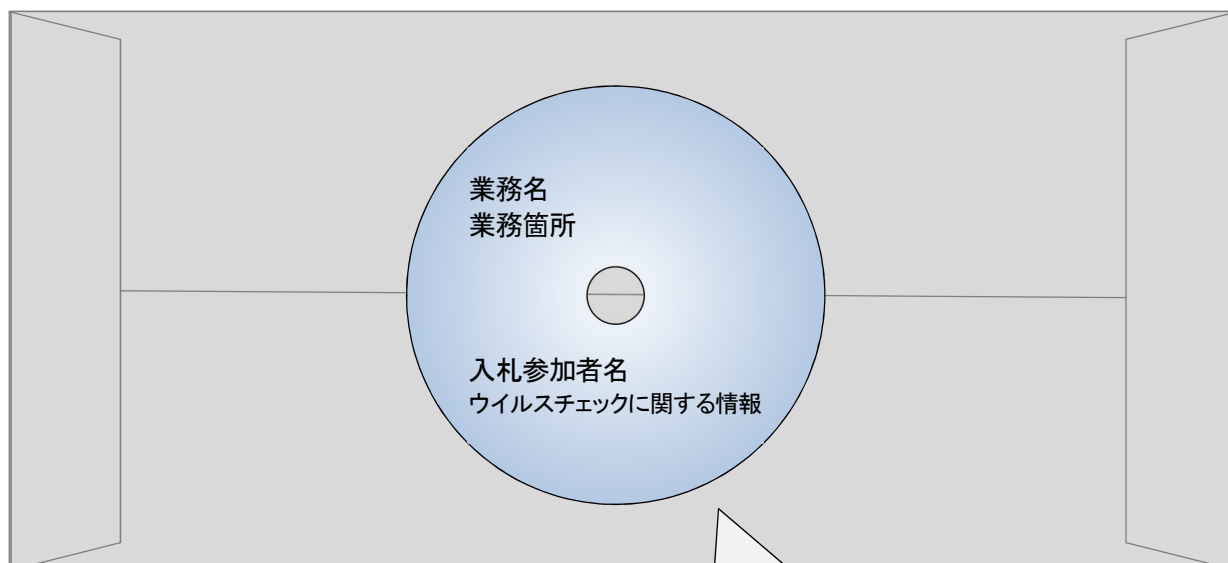 業務名
業務箇所
入札参加者名
ウイルスチェックに関する情報